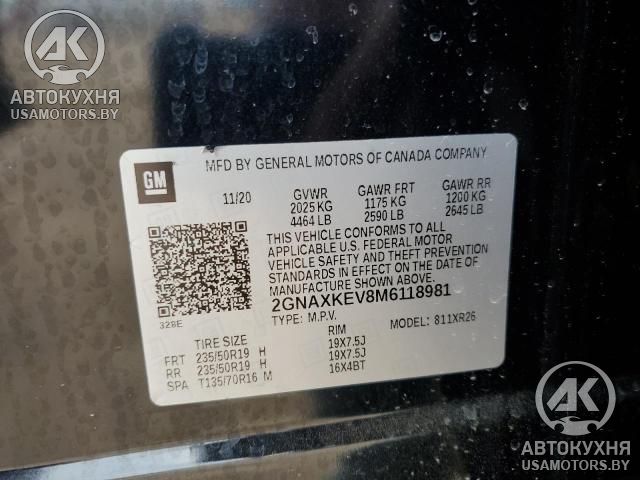 AK
АВТОКУХНЯ
USAMOTORS.BY
GM
MFD BY GENERAL MOTORS OF CANADA COMPANY
11/20 GVWR GAWR FRT GAWR RR
2025 KG 1175 KG 1200 KG
4464 LB 2590 LB 2645 LB
THIS VEHICLE CONFORMS TO ALL
APPLICABLE U.S. FEDERAL MOTOR
VEHICLE SAFETY AND THEFT PREVENTION
STANDARDS IN EFFECT ON THE DATE OF
MANUFACTURE SHOWN ABOVE.
2GNAXKEV8M6118981
TYPE: M.P.V. MODEL: 811XR26
328E
TIRE SIZE RIM
FRT 235/50R19 H 19X7.5J
RR 235/50R19 H 19X7.5J
SPA T135/70R16 M 16X4BT
AK
АВТОКУХНЯ
USAMOTORS.BY